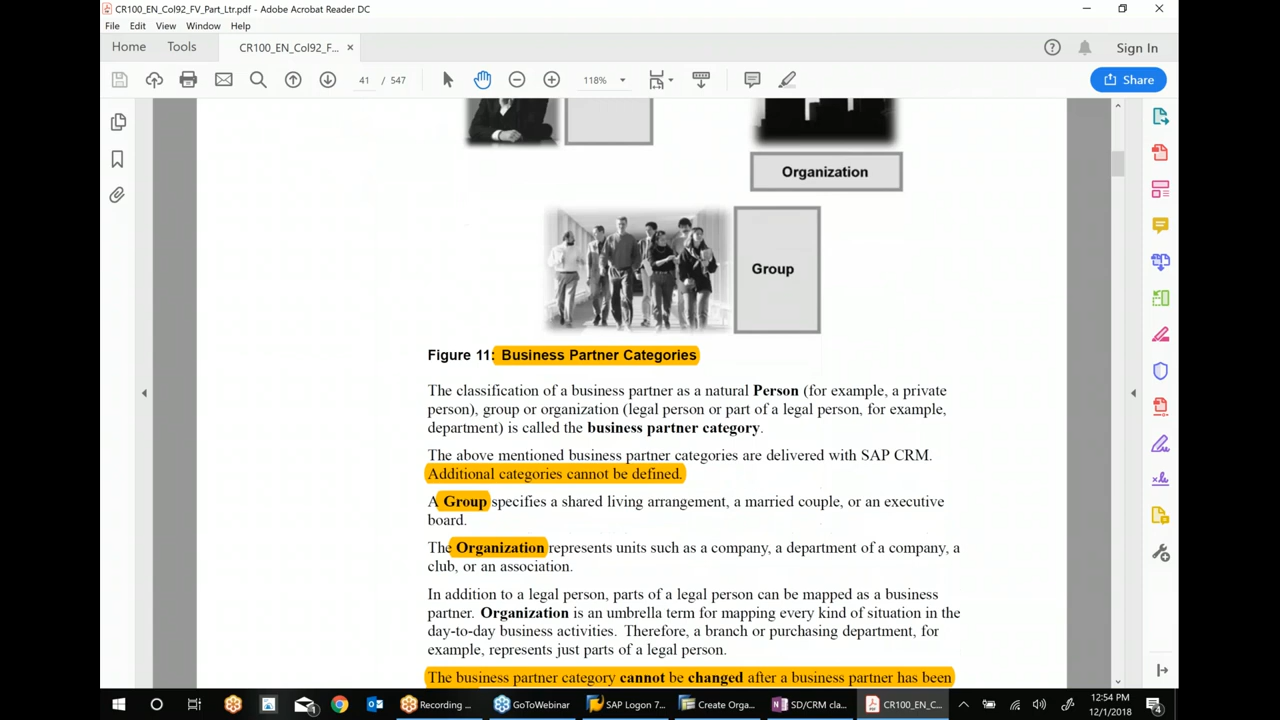 CR100_EN_Col92_FV_Part_Ltr.pdf - Adobe Acrobat Reader DC
File Edit View Window Help
Home Tools CR100_EN_Col92_F... × Sign In
41 / 547 118% Share
Organization
Group
Figure 11: Business Partner Categories
The classification of a business partner as a natural Person (for example, a private
person), group or organization (legal person or part of a legal person, for example,
department) is called the business partner category.
The above mentioned business partner categories are delivered with SAP CRM.
Additional categories cannot be defined.
A Group specifies a shared living arrangement, a married couple, or an executive
board.
The Organization represents units such as a company, a department of a company, a
club, or an association.
In addition to a legal person, parts of a legal person can be mapped as a business
partner. Organization is an umbrella term for mapping every kind of situation in the
day-to-day business activities. Therefore, a branch or purchasing department, for
example, represents just parts of a legal person.
The business partner category cannot be changed after a business partner has been
Recording ... GoToWebinar SAP Logon 7... Create Orga... SD/CRM cla... CR100_EN_C... 12:54 PM
12/1/2018